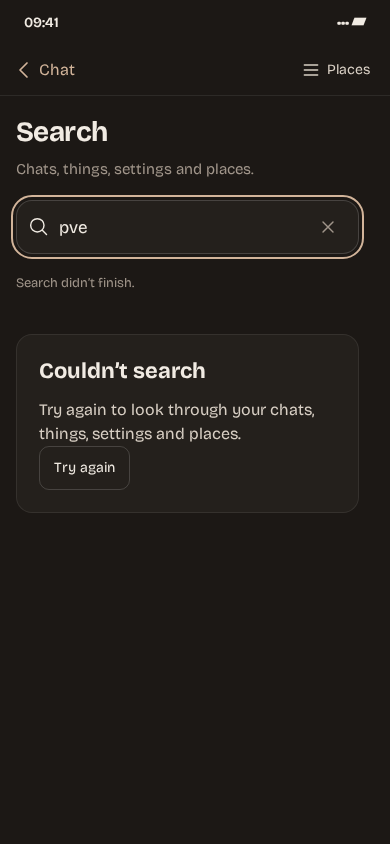 09:41
Chat
Places
Search
Chats, things, settings and places.
pve
Search didn't finish.
Couldn't search
Try again to look through your chats,
things, settings and places.
Try again